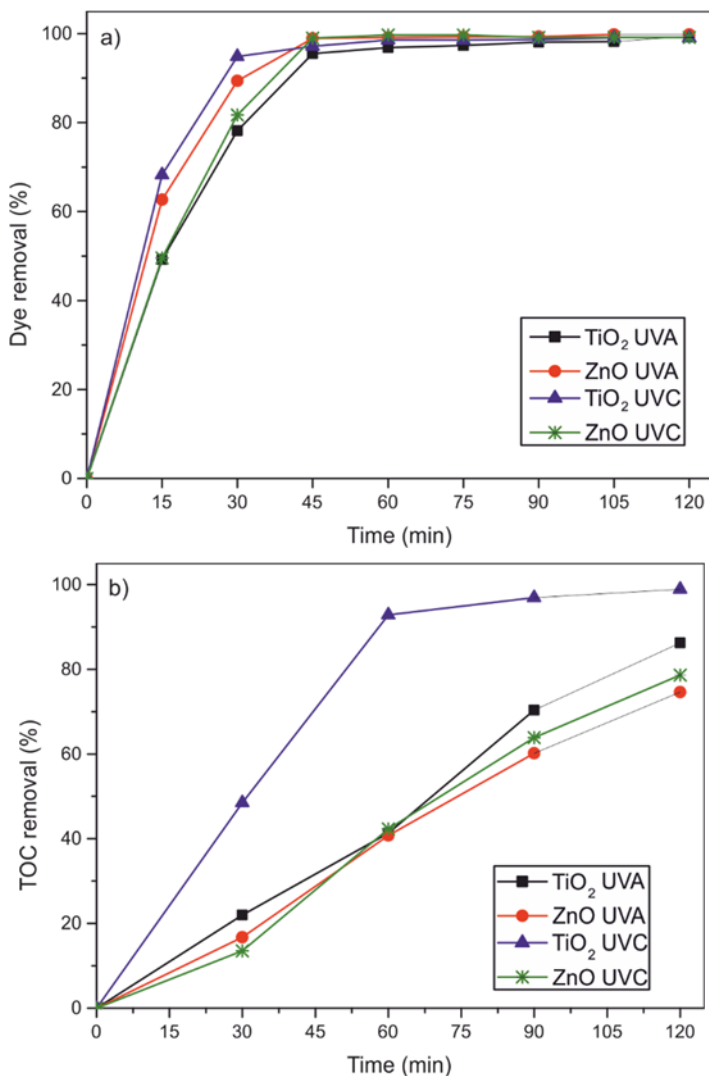 a)
Dye removal (%)
100
80
60
40
20
0
TiO₂ UVA
ZnO UVA
TiO₂ UVC
ZnO UVC
0 15 30 45 60 75 90 105 120
Time (min)
b)
TOC removal (%)
100
80
60
40
20
0
TiO₂ UVA
ZnO UVA
TiO₂ UVC
ZnO UVC
0 15 30 45 60 75 90 105 120
Time (min)